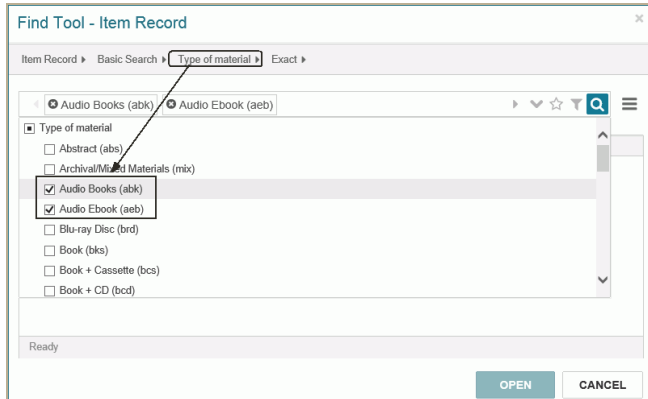 Find Tool - Item Record
Item Record Basic Search Type of material Exact
Audio Books (abk) Audio Ebook (aeb)
Type of material
Abstract (abs)
Archival/Mixed Materials (mix)
Audio Books (abk)
Audio Ebook (aeb)
Blu-ray Disc (brd)
Book (bks)
Book + Cassette (bcs)
Book + CD (bcd)
Ready
OPEN CANCEL